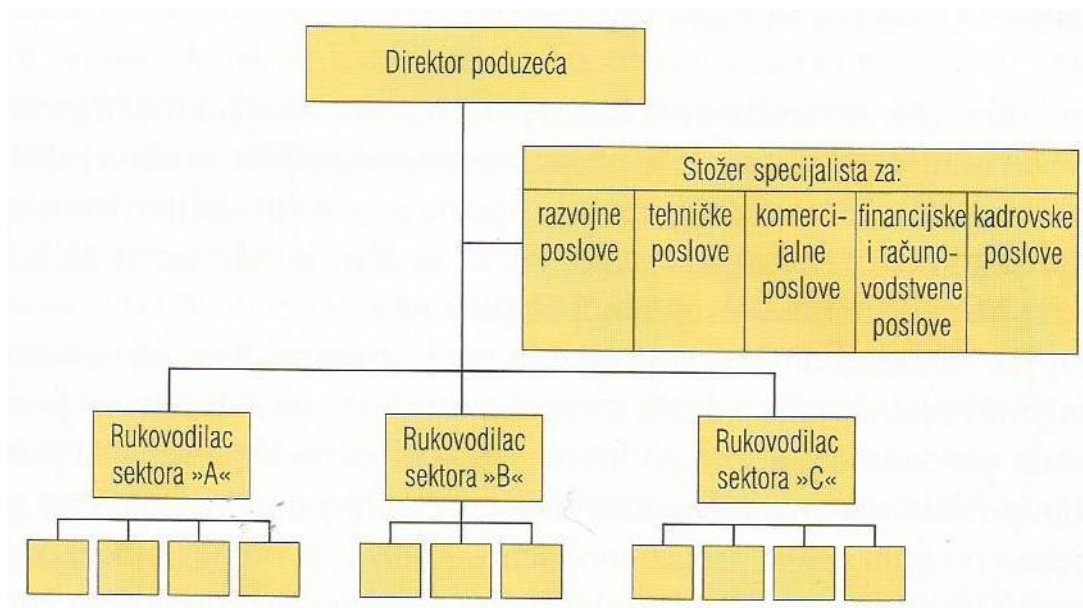 Direktor poduzeća
Stožer specijalista za:
razvojne
poslove
tehničke
poslove
komerci-
jalne
poslove
financijske
i računo-
vodstvene
poslove
kadrovske
poslove
Rukovodilac
sektora »A«
Rukovodilac
sektora »B«
Rukovodilac
sektora »C«